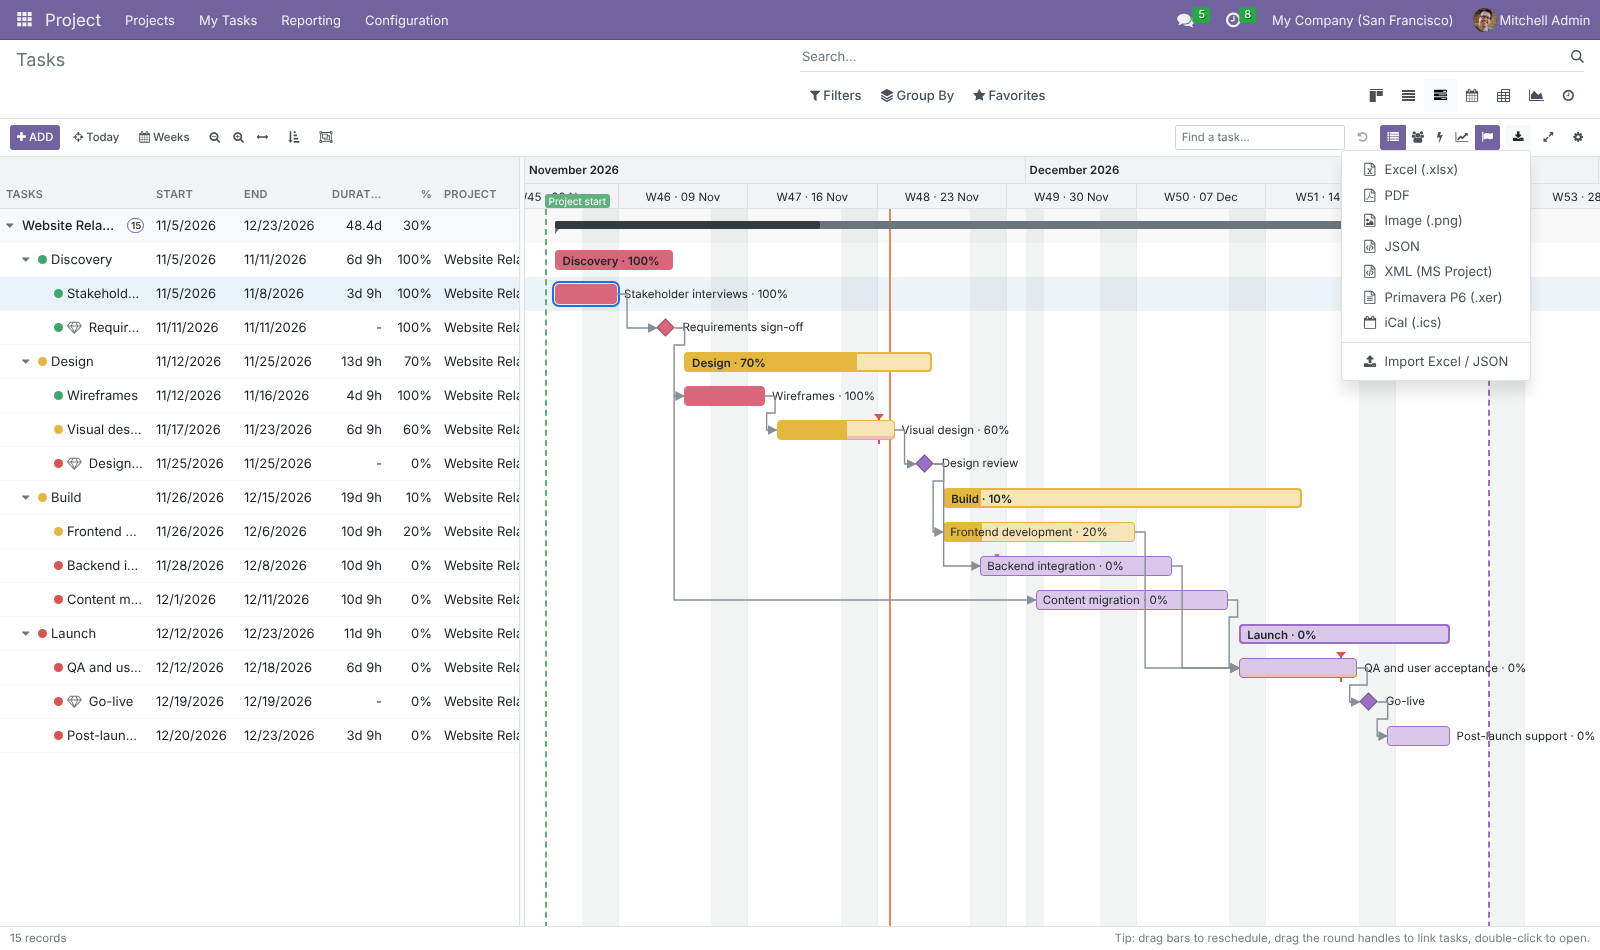 Project Projects My Tasks Reporting Configuration 5 8 My Company (San Francisco) Mitchell Admin
Tasks
Search...
Filters Group By Favorites
+ ADD Today Weeks Find a task...
November 2026 December 2026
TASKS START END DURAT... % PROJECT
W46 · 09 Nov W47 · 16 Nov W48 · 23 Nov W49 · 30 Nov W50 · 07 Dec W51 · 14 W53 · 28
Project start
Excel (.xlsx)
PDF
Image (.png)
JSON
XML (MS Project)
Primavera P6 (.xer)
iCal (.ics)
Import Excel / JSON
Website Rela... 15 11/5/2026 12/23/2026 48.4d 30%
Discovery 11/5/2026 11/11/2026 6d 9h 100% Website Rela
Discovery · 100%
Stakehold... 11/5/2026 11/8/2026 3d 9h 100% Website Rela
Stakeholder interviews · 100%
Requir... 11/11/2026 11/11/2026 - 100% Website Rela
Requirements sign-off
Design 11/12/2026 11/25/2026 13d 9h 70% Website Rela
Design · 70%
Wireframes 11/12/2026 11/16/2026 4d 9h 100% Website Rela
Wireframes · 100%
Visual des... 11/17/2026 11/23/2026 6d 9h 60% Website Rela
Visual design · 60%
Design... 11/25/2026 11/25/2026 - 0% Website Rela
Design review
Build 11/26/2026 12/15/2026 19d 9h 10% Website Rela
Build · 10%
Frontend ... 11/26/2026 12/6/2026 10d 9h 20% Website Rela
Frontend development · 20%
Backend i... 11/28/2026 12/8/2026 10d 9h 0% Website Rela
Backend integration · 0%
Content m... 12/1/2026 12/11/2026 10d 9h 0% Website Rela
Content migration · 0%
Launch 12/12/2026 12/23/2026 11d 9h 0% Website Rela
Launch · 0%
QA and us... 12/12/2026 12/18/2026 6d 9h 0% Website Rela
QA and user acceptance · 0%
Go-live 12/19/2026 12/19/2026 - 0% Website Rela
Go-live
Post-laun... 12/20/2026 12/23/2026 3d 9h 0% Website Rela
Post-launch support · 0%
15 records
Tip: drag bars to reschedule, drag the round handles to link tasks, double-click to open.